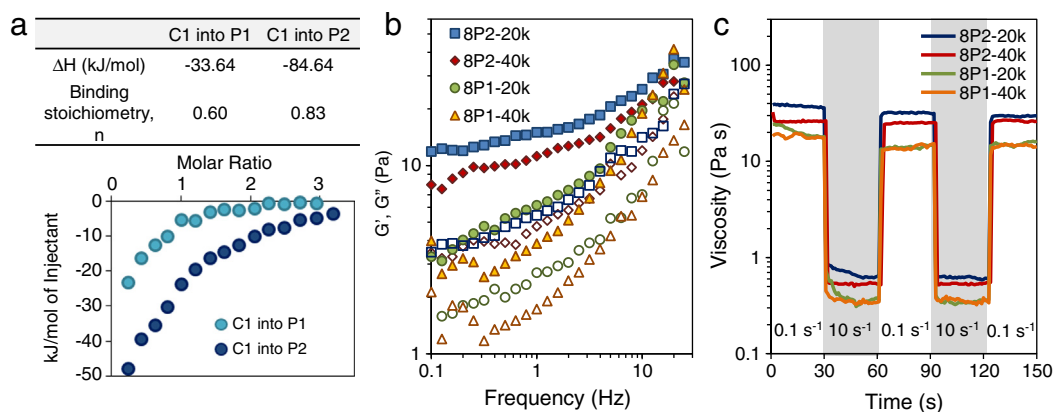 a
C1 into P1 C1 into P2
ΔH (kJ/mol) -33.64 -84.64
Binding
stoichiometry,
n
0.60 0.83
Molar Ratio
0 1 2 3
0
-10
-20
-30
-40
-50
kJ/mol of Injectant
C1 into P1
C1 into P2
b
8P2-20k
8P2-40k
8P1-20k
8P1-40k
G', G" (Pa)
10
1
0.1 1 10
Frequency (Hz)
c
8P2-20k
8P2-40k
8P1-20k
8P1-40k
Viscosity (Pa s)
100
10
1
0.1
0.1 s⁻¹ 10 s⁻¹ 0.1 s⁻¹ 10 s⁻¹ 0.1 s⁻¹
0 30 60 90 120 150
Time (s)